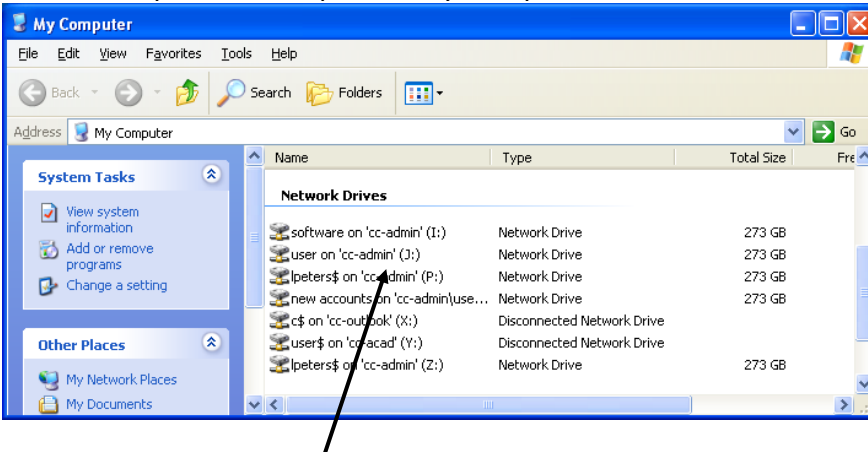 My Computer
File Edit View Favorites Tools Help
Back Search Folders
Address My Computer Go
Name Type Total Size Fre
System Tasks
View system
information
Add or remove
programs
Change a setting
Other Places
My Network Places
My Documents
Network Drives
software on 'cc-admin' (I:) Network Drive 273 GB
user on 'cc-admin' (J:) Network Drive 273 GB
lpeters$ on 'cc-admin' (P:) Network Drive 273 GB
new accounts on 'cc-admin\use... Network Drive 273 GB
c$ on 'cc-outlook' (X:) Disconnected Network Drive
user$ on 'cc-acad' (Y:) Disconnected Network Drive
lpeters$ on 'cc-admin' (Z:) Network Drive 273 GB